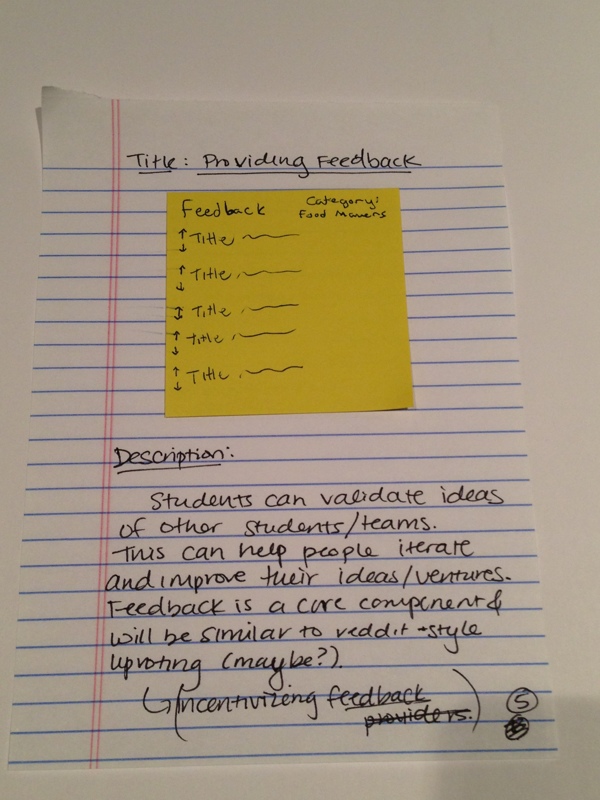 Title: Providing Feedback
Feedback
Category:
Food Mavens
↑ ↓ Title
↑ ↓ Title
↑ ↓ Title
↑ ↓ Title
↑ ↓ Title
Description:
Students can validate ideas
of other students/teams.
This can help people iterate
and improve their ideas/ventures.
Feedback is a core component &
will be similar to reddit-style
upvoting (maybe?).
↳ (incentivizing feedback
providers.)
5